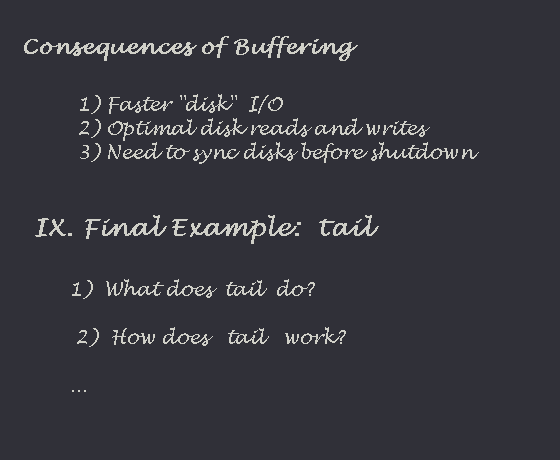 Consequences of Buffering
1) Faster "disk" I/O
2) Optimal disk reads and writes
3) Need to sync disks before shutdown
IX. Final Example: tail
1) What does tail do?
2) How does tail work?
...